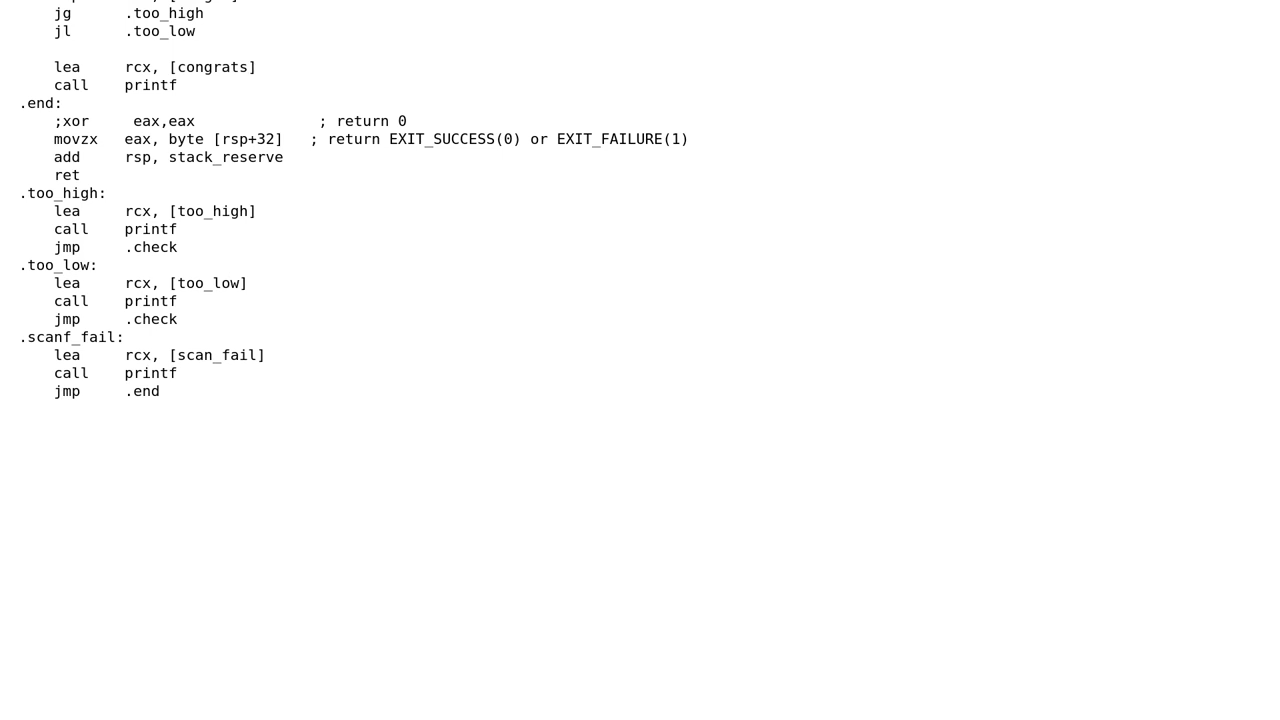 jg      .too_high
    jl      .too_low

    lea     rcx, [congrats]
    call    printf
.end:
    ;xor     eax,eax              ; return 0
    movzx   eax, byte [rsp+32]   ; return EXIT_SUCCESS(0) or EXIT_FAILURE(1)
    add     rsp, stack_reserve
    ret
.too_high:
    lea     rcx, [too_high]
    call    printf
    jmp     .check
.too_low:
    lea     rcx, [too_low]
    call    printf
    jmp     .check
.scanf_fail:
    lea     rcx, [scan_fail]
    call    printf
    jmp     .end